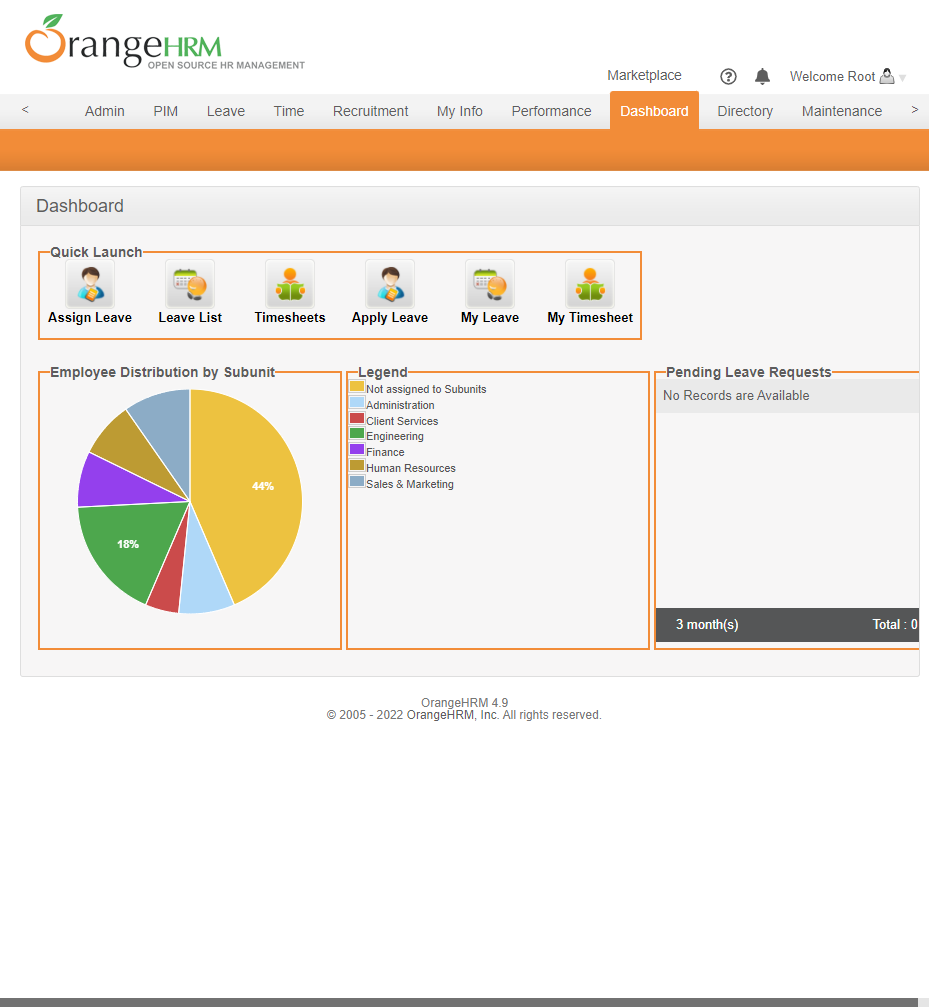 OrangeHRM
OPEN SOURCE HR MANAGEMENT
Marketplace ? Welcome Root
< Admin PIM Leave Time Recruitment My Info Performance Dashboard Directory Maintenance >
Dashboard
Quick Launch
Assign Leave Leave List Timesheets Apply Leave My Leave My Timesheet
Employee Distribution by Subunit
44%
18%
Legend
Not assigned to Subunits
Administration
Client Services
Engineering
Finance
Human Resources
Sales & Marketing
Pending Leave Requests
No Records are Available
3 month(s) Total : 0
OrangeHRM 4.9
© 2005 - 2022 OrangeHRM, Inc. All rights reserved.